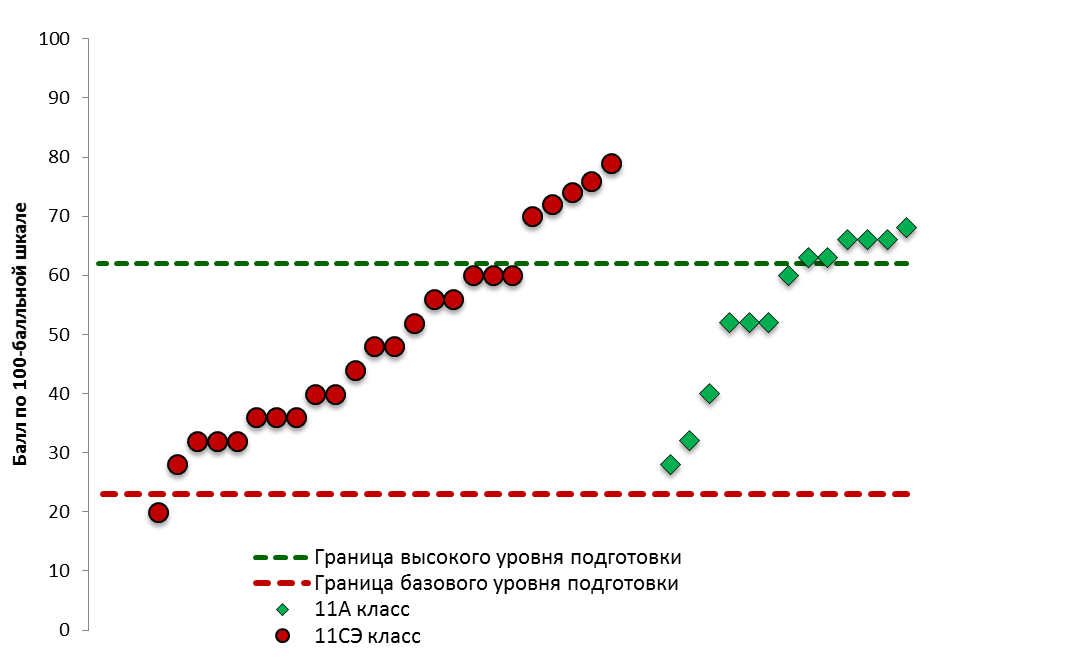 100
90
80
70
60
50
40
30
20
10
0
Балл по 100-балльной шкале
Граница высокого уровня подготовки
Граница базового уровня подготовки
11А класс
11СЭ класс